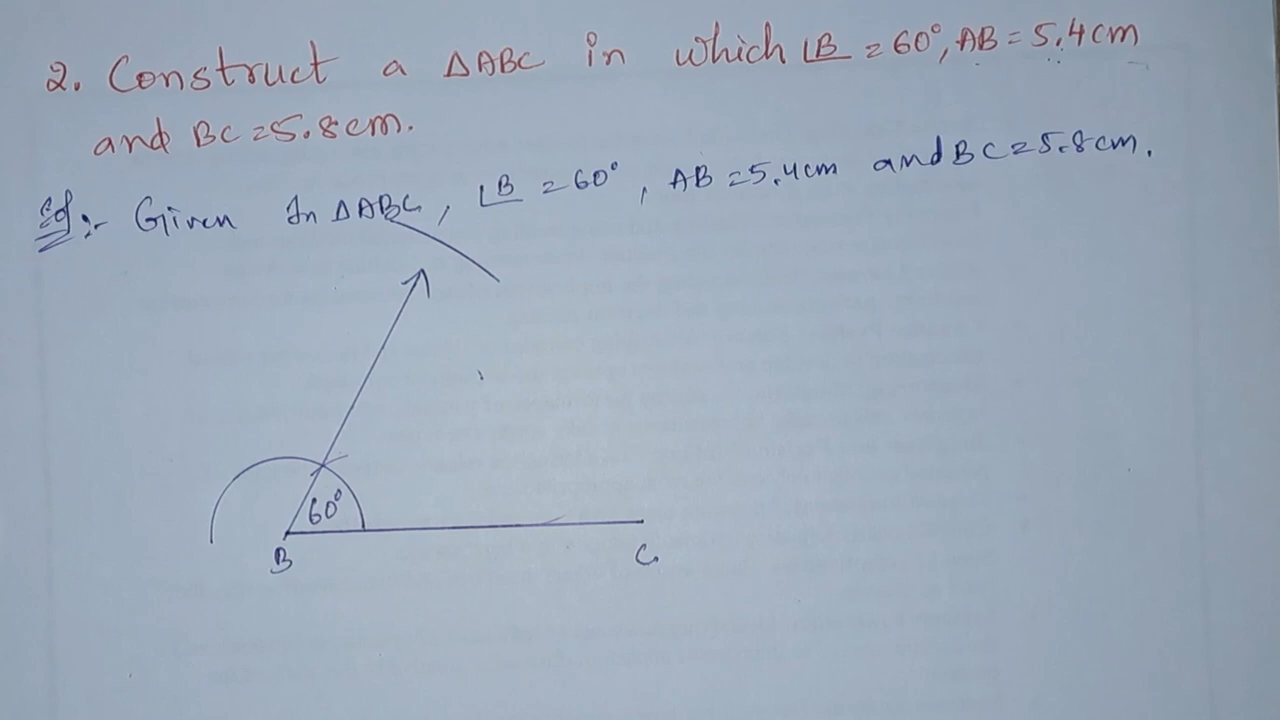 2. Construct a ΔABC in which ∟B = 60°, AB = 5.4cm
and BC = 5.8cm.
Sol:- Given In ΔABC, ∟B = 60°, AB = 5.4cm and BC = 5.8cm.
60°
B C